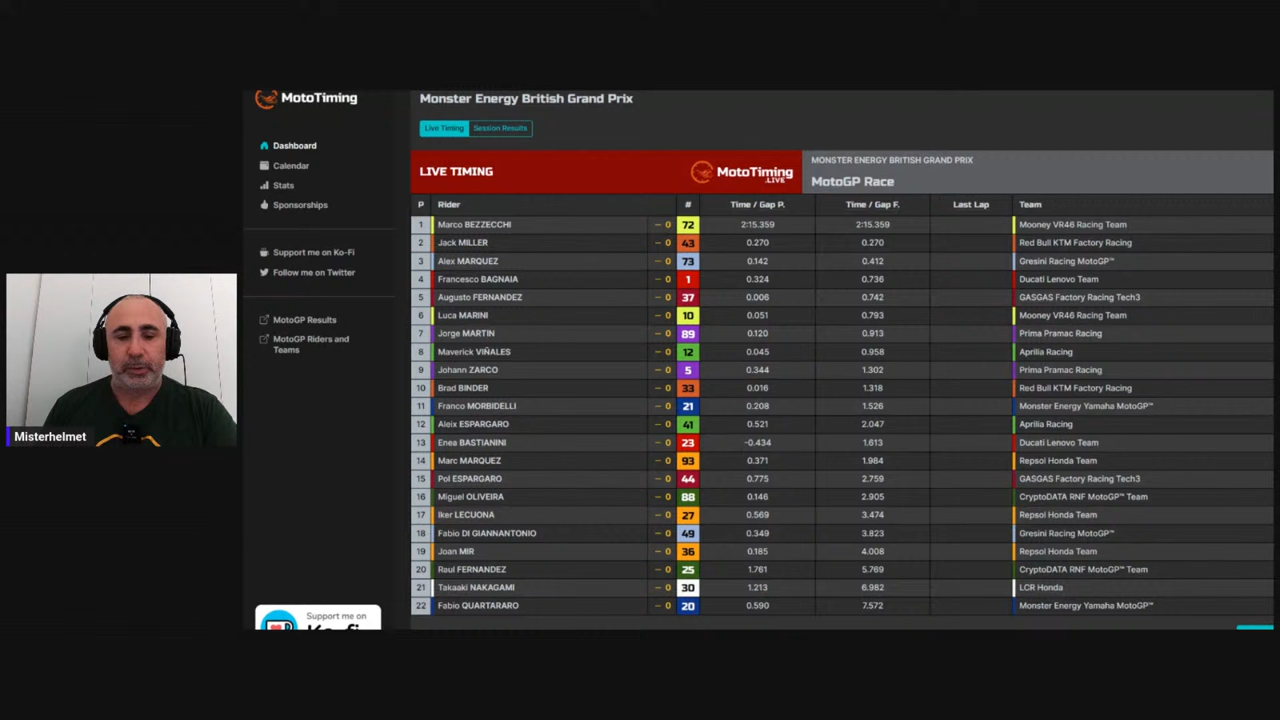 MotoTiming
Monster Energy British Grand Prix
Live Timing Session Results
Dashboard
Calendar
Stats
Sponsorships
Support me on Ko-Fi
Follow me on Twitter
MotoGP Results
MotoGP Riders and
Teams
Support me on
Ko-fi
Misterhelmet
LIVE TIMING
MotoTiming
.LIVE
MONSTER ENERGY BRITISH GRAND PRIX
MotoGP Race
P Rider # Time / Gap P. Time / Gap F. Last Lap Team
1 Marco BEZZECCHI – 0 72 2:15.359 2:15.359 Mooney VR46 Racing Team
2 Jack MILLER – 0 43 0.270 0.270 Red Bull KTM Factory Racing
3 Alex MARQUEZ – 0 73 0.142 0.412 Gresini Racing MotoGP™
4 Francesco BAGNAIA – 0 1 0.324 0.736 Ducati Lenovo Team
5 Augusto FERNANDEZ – 0 37 0.006 0.742 GASGAS Factory Racing Tech3
6 Luca MARINI – 0 10 0.051 0.793 Mooney VR46 Racing Team
7 Jorge MARTIN – 0 89 0.120 0.913 Prima Pramac Racing
8 Maverick VIÑALES – 0 12 0.045 0.958 Aprilia Racing
9 Johann ZARCO – 0 5 0.344 1.302 Prima Pramac Racing
10 Brad BINDER – 0 33 0.016 1.318 Red Bull KTM Factory Racing
11 Franco MORBIDELLI – 0 21 0.208 1.526 Monster Energy Yamaha MotoGP™
12 Aleix ESPARGARO – 0 41 0.521 2.047 Aprilia Racing
13 Enea BASTIANINI – 0 23 -0.434 1.613 Ducati Lenovo Team
14 Marc MARQUEZ – 0 93 0.371 1.984 Repsol Honda Team
15 Pol ESPARGARO – 0 44 0.775 2.759 GASGAS Factory Racing Tech3
16 Miguel OLIVEIRA – 0 88 0.146 2.905 CryptoDATA RNF MotoGP™ Team
17 Iker LECUONA – 0 27 0.569 3.474 Repsol Honda Team
18 Fabio DI GIANNANTONIO – 0 49 0.349 3.823 Gresini Racing MotoGP™
19 Joan MIR – 0 36 0.185 4.008 Repsol Honda Team
20 Raul FERNANDEZ – 0 25 1.761 5.769 CryptoDATA RNF MotoGP™ Team
21 Takaaki NAKAGAMI – 0 30 1.213 6.982 LCR Honda
22 Fabio QUARTARARO – 0 20 0.590 7.572 Monster Energy Yamaha MotoGP™